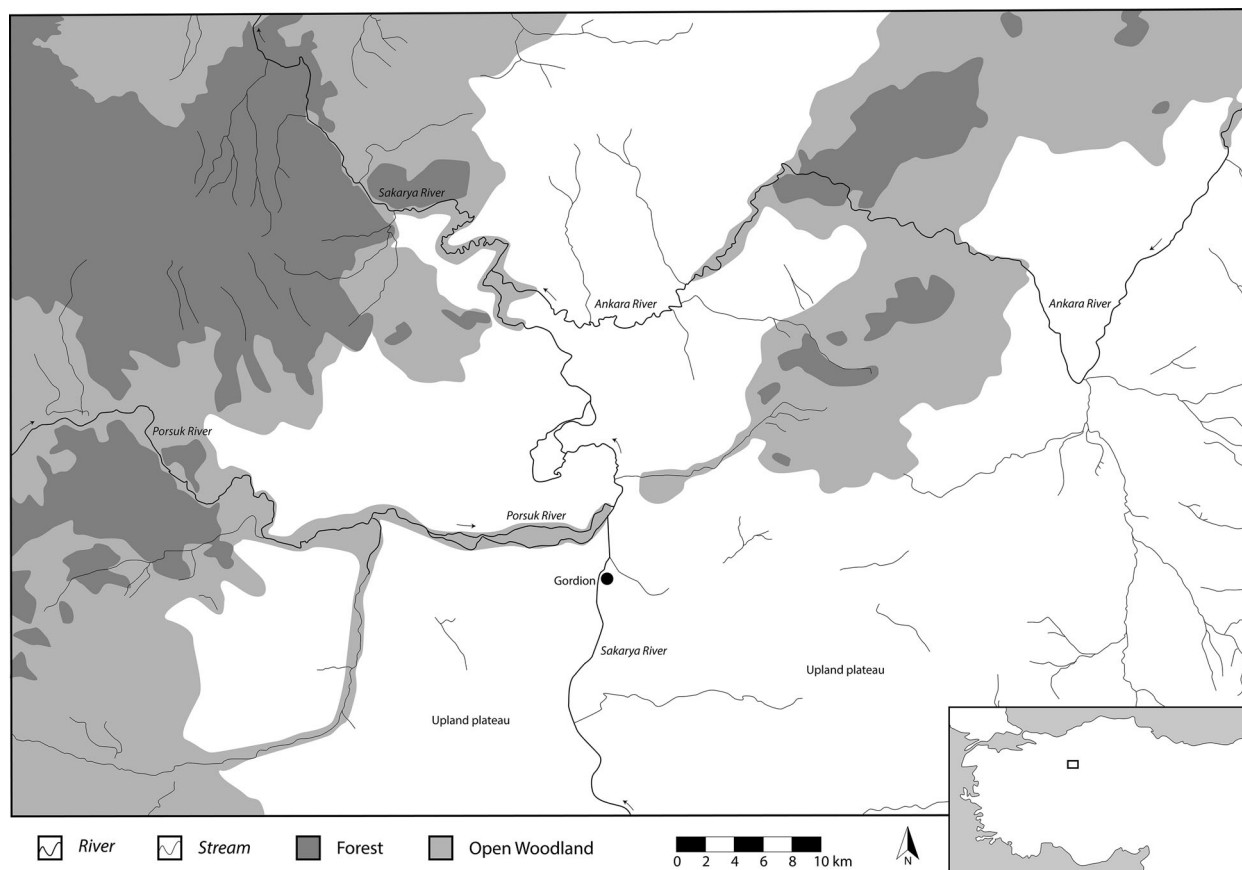 Sakarya River
Ankara River
Ankara River
Porsuk River
Porsuk River
Gordion
Sakarya River
Upland plateau
Upland plateau
River
Stream
Forest
Open Woodland
0 2 4 6 8 10 km
N